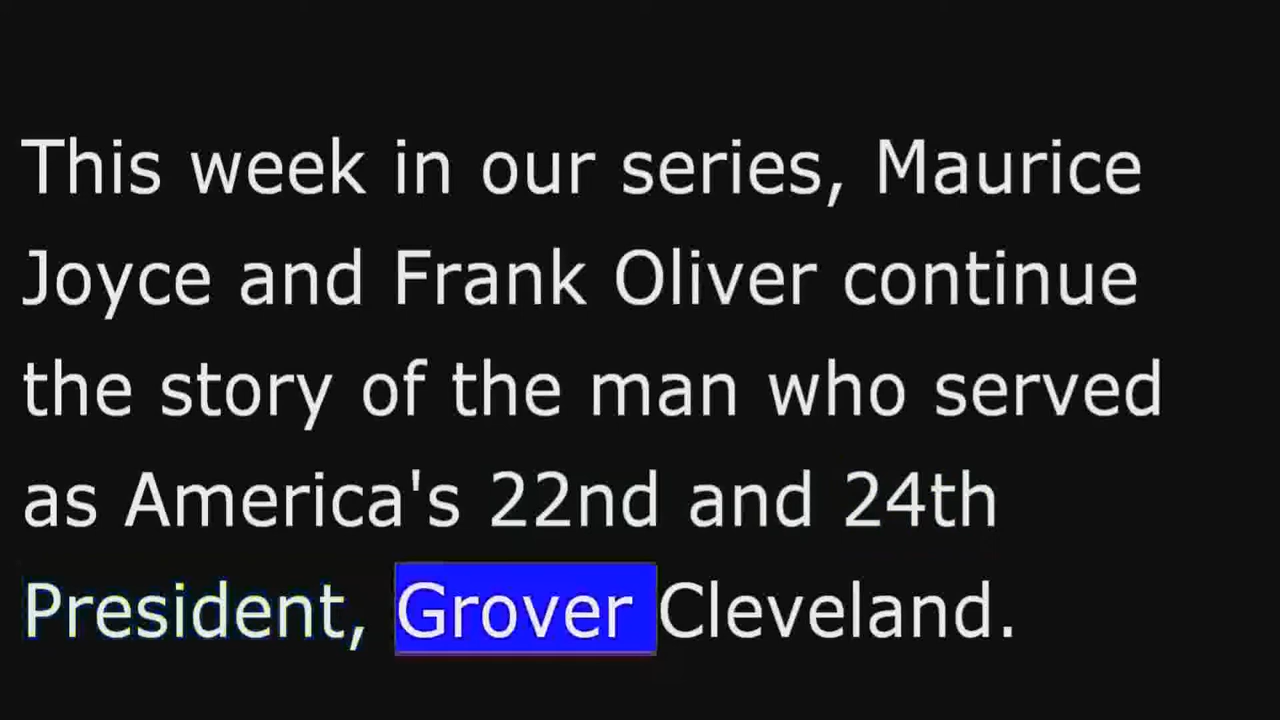 This week in our series, Maurice
Joyce and Frank Oliver continue
the story of the man who served
as America's 22nd and 24th
President, Grover Cleveland.